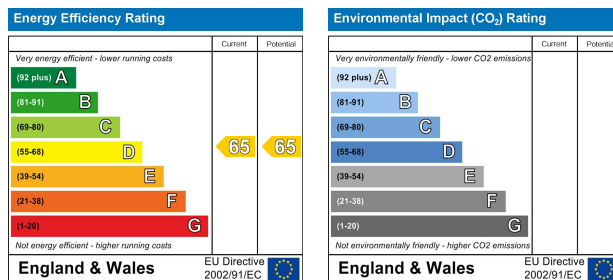 Energy Efficiency Rating
Current Potential
Very energy efficient - lower running costs
(92 plus) A
(81-91) B
(69-80) C
(55-68) D 65 65
(39-54) E
(21-38) F
(1-20) G
Not energy efficient - higher running costs
England & Wales
EU Directive
2002/91/EC
Environmental Impact (CO₂) Rating
Current Potential
Very environmentally friendly - lower CO2 emissions
(92 plus) A
(81-91) B
(69-80) C
(55-68) D
(39-54) E
(21-38) F
(1-20) G
Not environmentally friendly - higher CO2 emissions
England & Wales
EU Directive
2002/91/EC